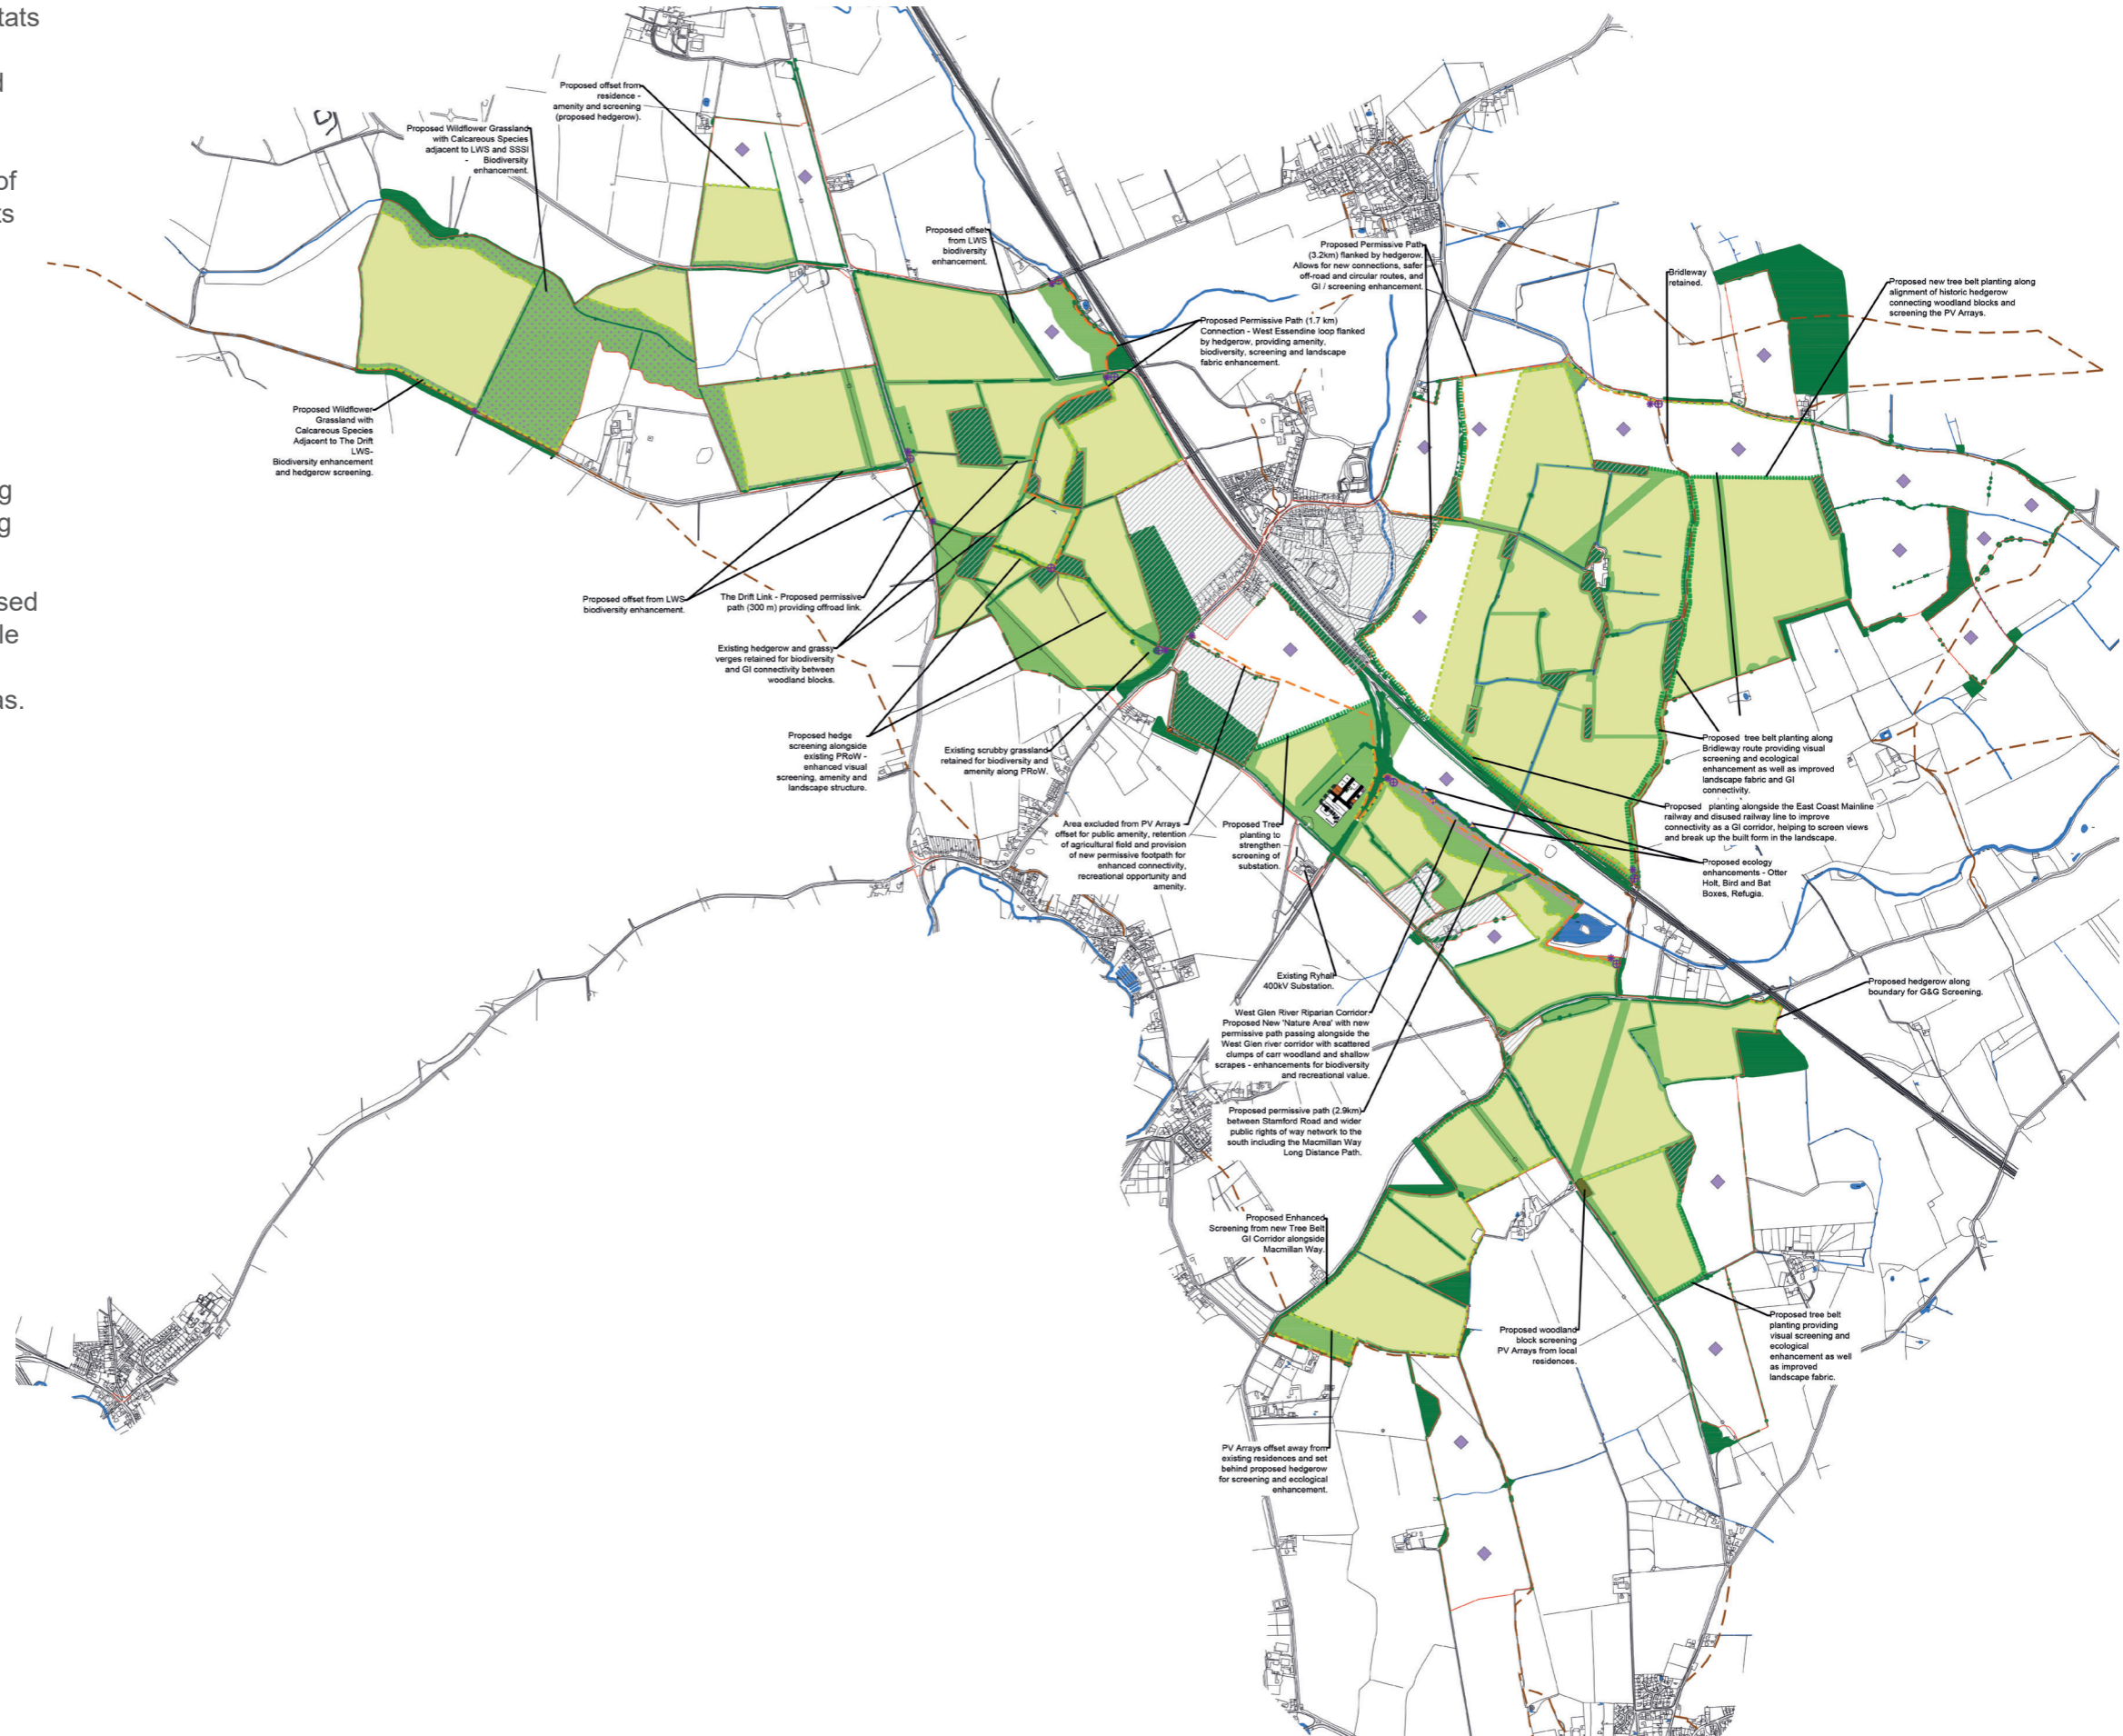 tats
d
of
ts
g
g
sed
le
as.
Proposed offset from
residence -
amenity and screening
(proposed hedgerow).
Proposed Wildflower Grassland
with Calcareous Species
adjacent to LWS and SSSI
- Biodiversity
enhancement.
Proposed offset
from LWS
biodiversity
enhancement.
Proposed Permissive Path
(3.2km) flanked by hedgerow.
Allows for new connections, safer
off-road and circular routes, and
GI / screening enhancement.
Bridleway
retained.
Proposed new tree belt planting along
alignment of historic hedgerow
connecting woodland blocks and
screening the PV Arrays.
Proposed Permissive Path (1.7 km)
Connection - West Essendine loop flanked
by hedgerow, providing amenity,
biodiversity, screening and landscape
fabric enhancement.
Proposed Wildflower
Grassland with
Calcareous Species
Adjacent to The Drift
LWS-
Biodiversity enhancement
and hedgerow screening.
Proposed offset from LWS
biodiversity enhancement.
The Drift Link - Proposed permissive
path (300 m) providing offroad link.
Existing hedgerow and grassy
verges retained for biodiversity
and GI connectivity between
woodland blocks.
Proposed hedge
screening alongside
existing PRoW -
enhanced visual
screening, amenity and
landscape structure.
Existing scrubby grassland
retained for biodiversity and
amenity along PRoW.
Area excluded from PV Arrays -
offset for public amenity, retention
of agricultural field and provision
of new permissive footpath for
enhanced connectivity,
recreational opportunity and
amenity.
Proposed Tree
planting to
strengthen
screening of
substation.
Proposed tree belt planting along
Bridleway route providing visual
screening and ecological
enhancement as well as improved
landscape fabric and GI
connectivity.
Proposed planting alongside the East Coast Mainline
railway and disused railway line to improve
connectivity as a GI corridor, helping to screen views
and break up the built form in the landscape.
Proposed ecology
enhancements - Otter
Holt, Bird and Bat
Boxes, Refugia.
Existing Ryhall
400kV Substation.
Proposed hedgerow along
boundary for G&G Screening.
West Glen River Riparian Corridor:
Proposed New 'Nature Area' with new
permissive path passing alongside the
West Glen river corridor with scattered
clumps of carr woodland and shallow
scrapes - enhancements for biodiversity
and recreational value.
Proposed permissive path (2.9km)
between Stamford Road and wider
public rights of way network to the
south including the Macmillan Way
Long Distance Path.
Proposed Enhanced
Screening from new Tree Belt
GI Corridor alongside
Macmillan Way.
Proposed woodland
block screening
PV Arrays from local
residences.
Proposed tree belt
planting providing
visual screening and
ecological
enhancement as well
as improved
landscape fabric.
PV Arrays offset away from
existing residences and set
behind proposed hedgerow
for screening and ecological
enhancement.